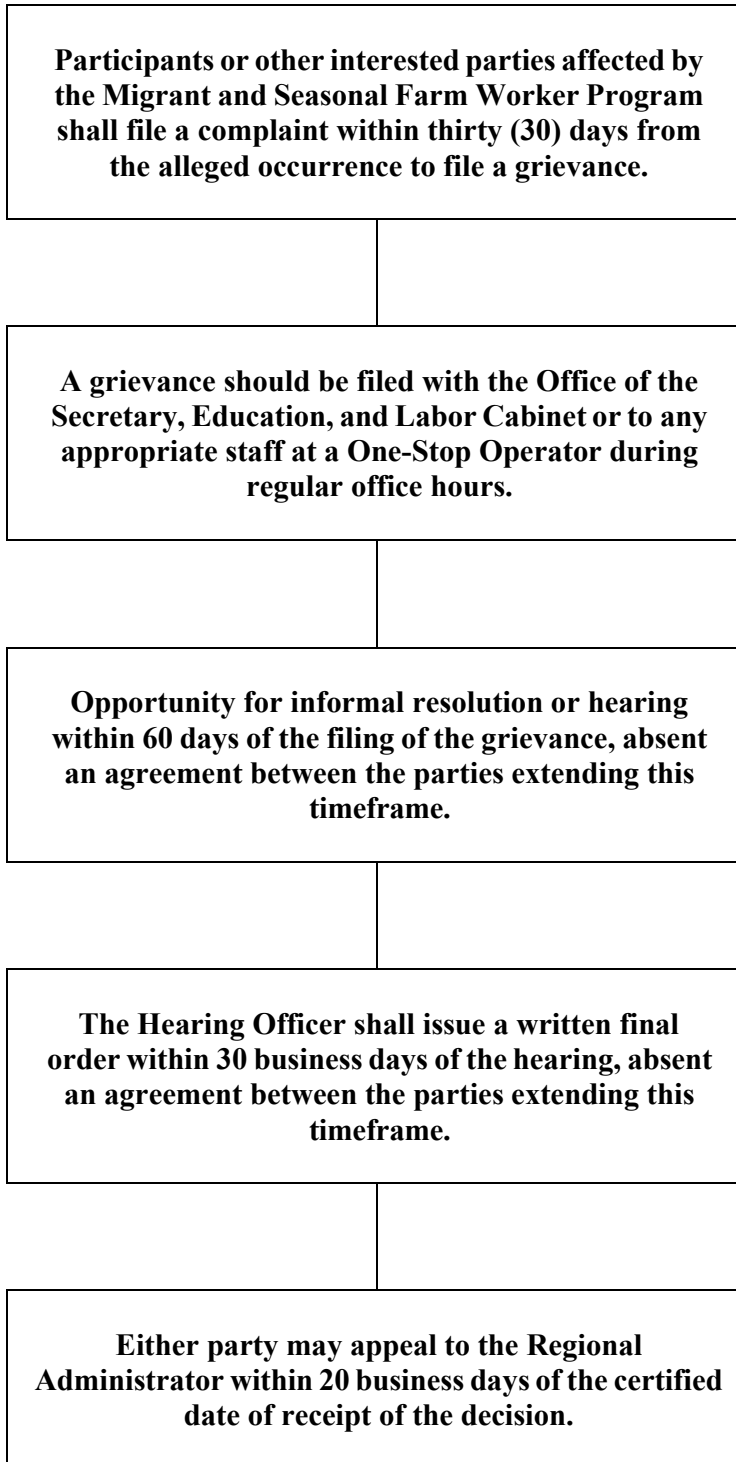 Participants or other interested parties affected by
the Migrant and Seasonal Farm Worker Program
shall file a complaint within thirty (30) days from
the alleged occurrence to file a grievance.
A grievance should be filed with the Office of the
Secretary, Education, and Labor Cabinet or to any
appropriate staff at a One-Stop Operator during
regular office hours.
Opportunity for informal resolution or hearing
within 60 days of the filing of the grievance, absent
an agreement between the parties extending this
timeframe.
The Hearing Officer shall issue a written final
order within 30 business days of the hearing, absent
an agreement between the parties extending this
timeframe.
Either party may appeal to the Regional
Administrator within 20 business days of the certified
date of receipt of the decision.